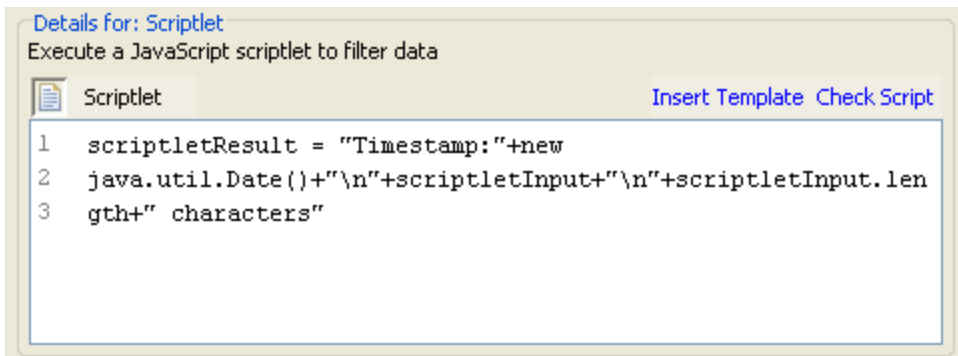 Details for: Scriptlet
Execute a JavaScript scriptlet to filter data
Scriptlet Insert Template Check Script
1 scriptletResult = "Timestamp:"+new
2 java.util.Date()+"\n"+scriptletInput+"\n"+scriptletInput.len
3 gth+" characters"